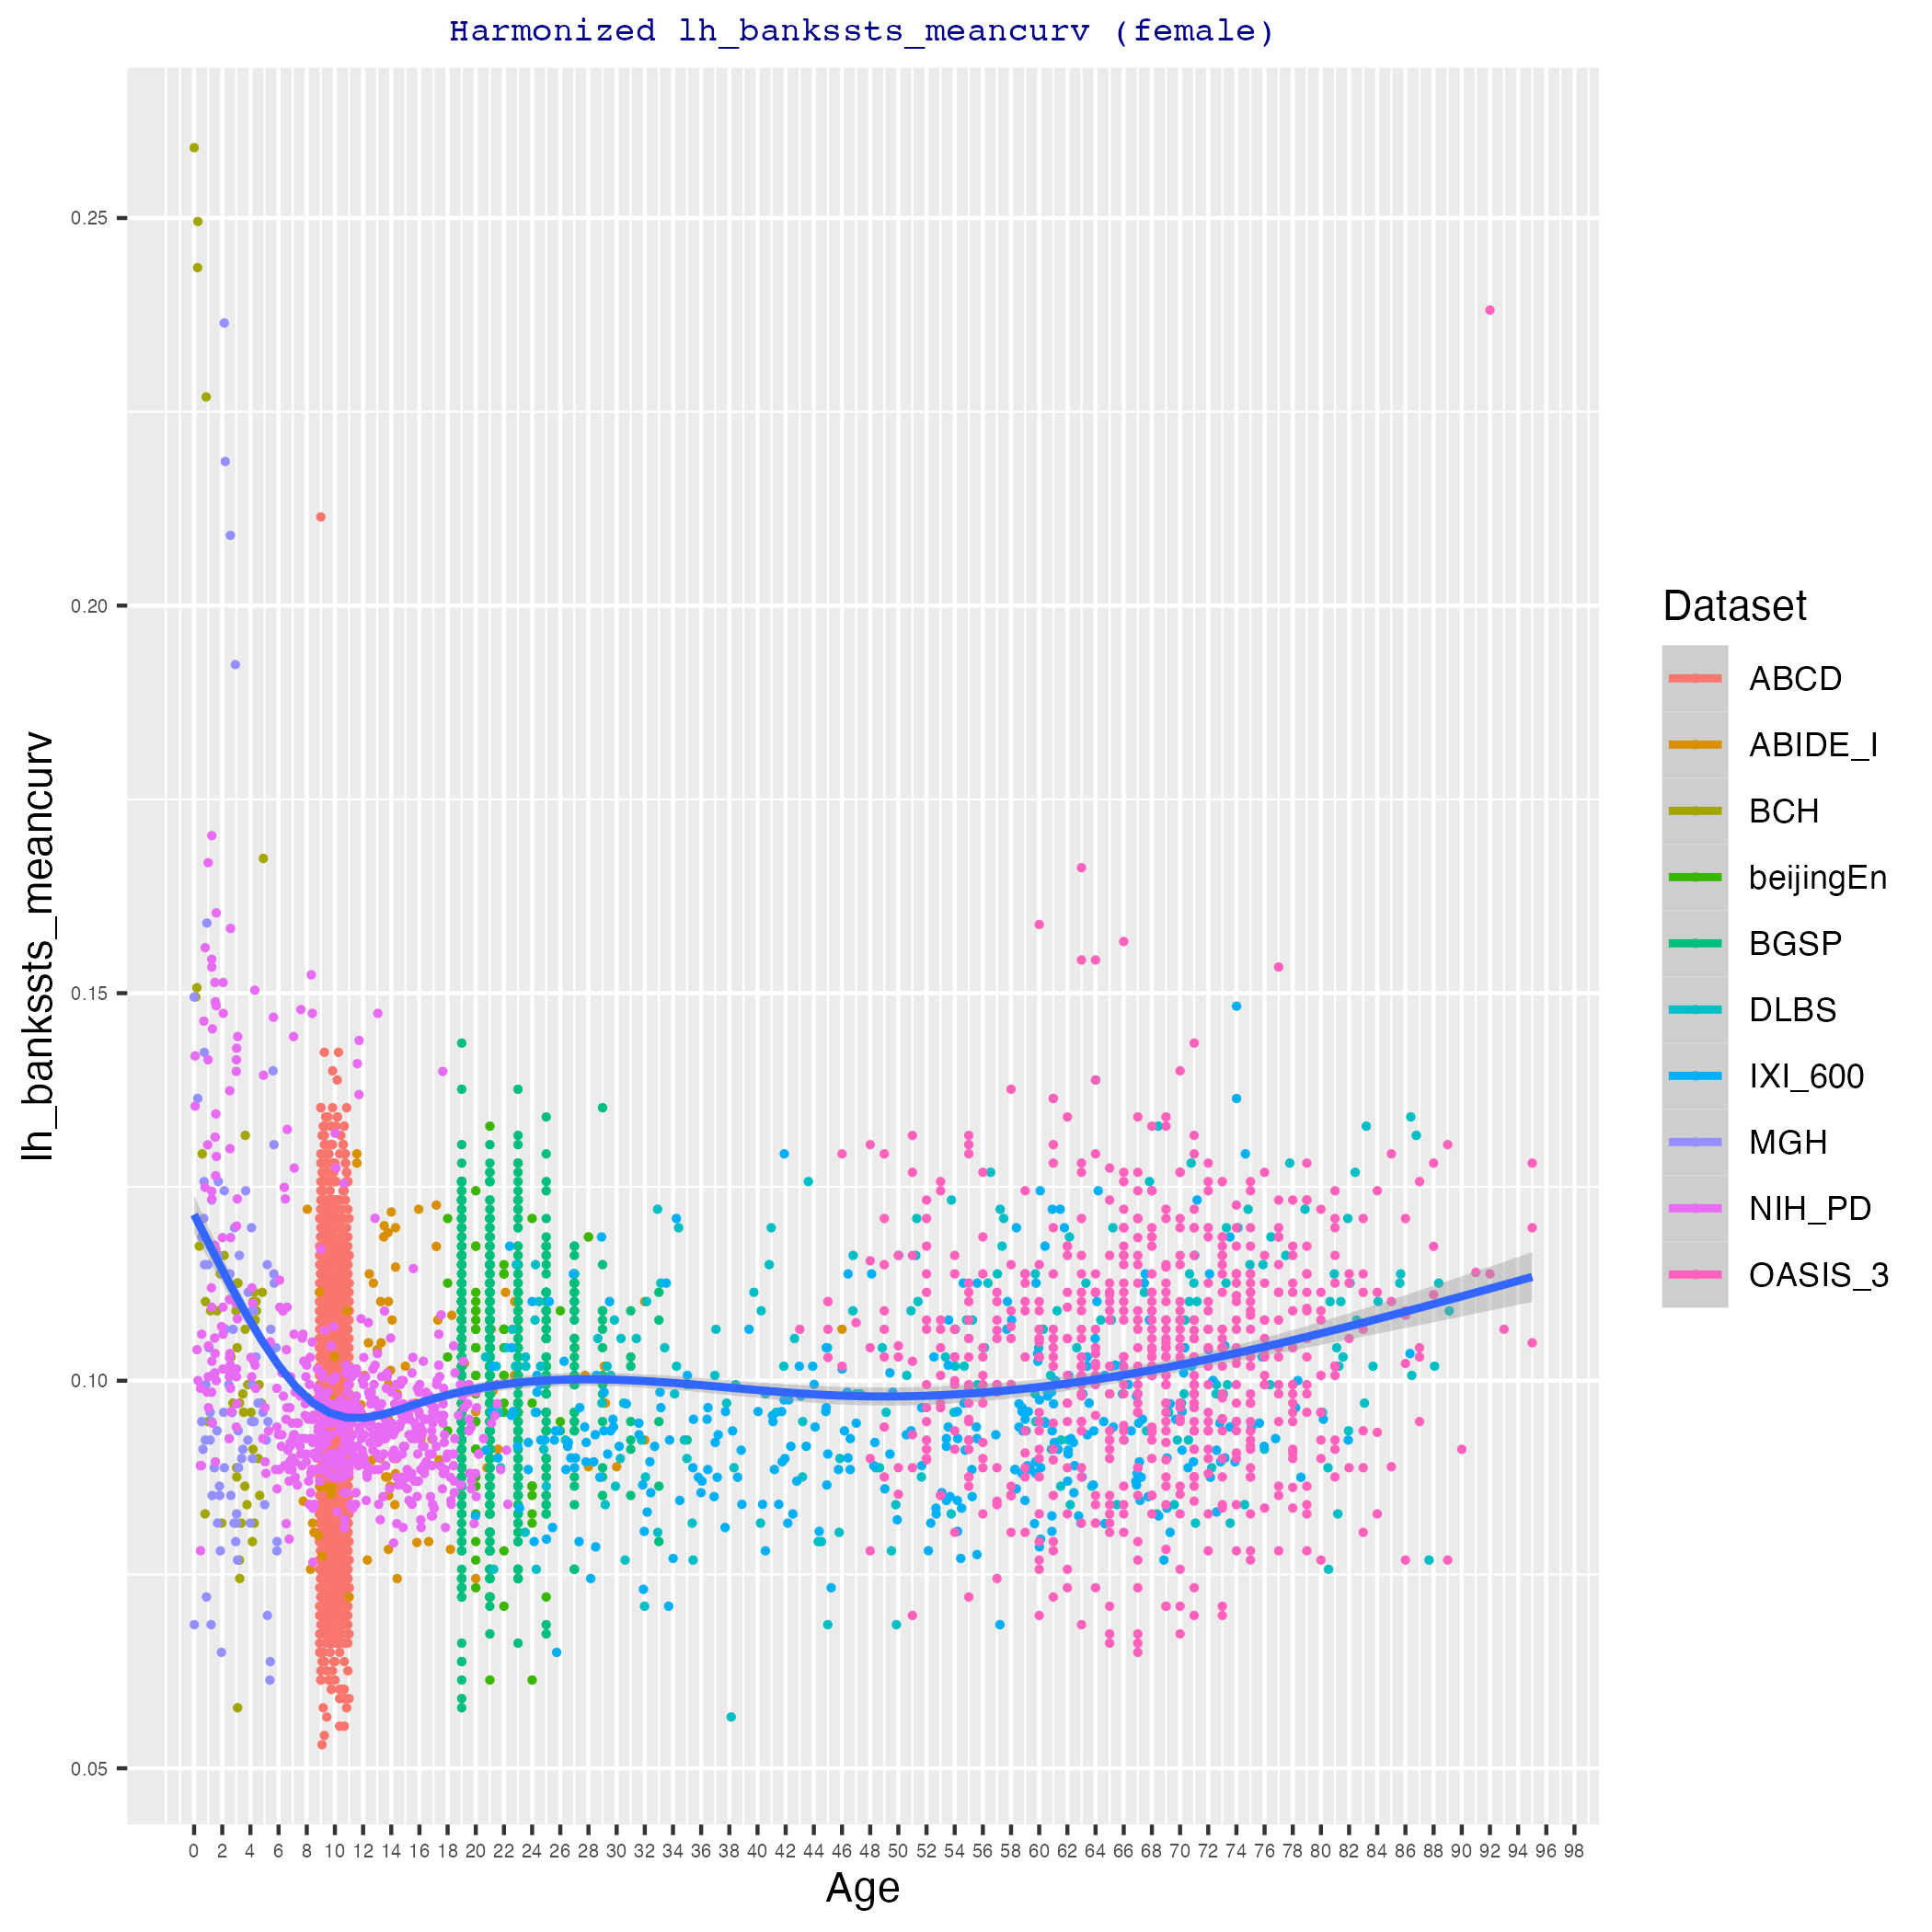 Harmonized lh_bankssts_meancurv (female)
lh_bankssts_meancurv
0.25
0.20
0.15
0.10
0.05
0 2 4 6 8 10 12 14 16 18 20 22 24 26 28 30 32 34 36 38 40 42 44 46 48 50 52 54 56 58 60 62 64 66 68 70 72 74 76 78 80 82 84 86 88 90 92 94 96 98
Age
Dataset
ABCD
ABIDE_I
BCH
beijingEn
BGSP
DLBS
IXI_600
MGH
NIH_PD
OASIS_3